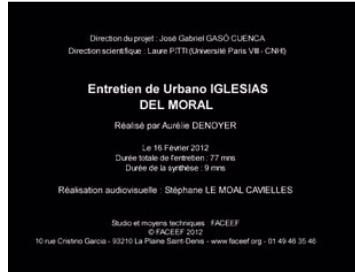 Direction du projet : José Gabriel GASÓ CUENCA
Direction scientifique : Laure PITTI (Université Paris VIII - CNHI)
Entretien de Urbano IGLESIAS
DEL MORAL
Réalisé par Aurélie DENOYER
Le 16 Février 2012
Durée totale de l'entretien : 77 mns
Durée de la synthèse : 9 mns
Réalisation audiovisuelle : Stéphane LE MOAL CAVIELLES
Studio et moyens techniques : FACEEF
© FACEEF 2012
10 rue Cristino Garcia - 93210 La Plaine Saint-Denis - www.faceef.org - 01 49 46 35 46